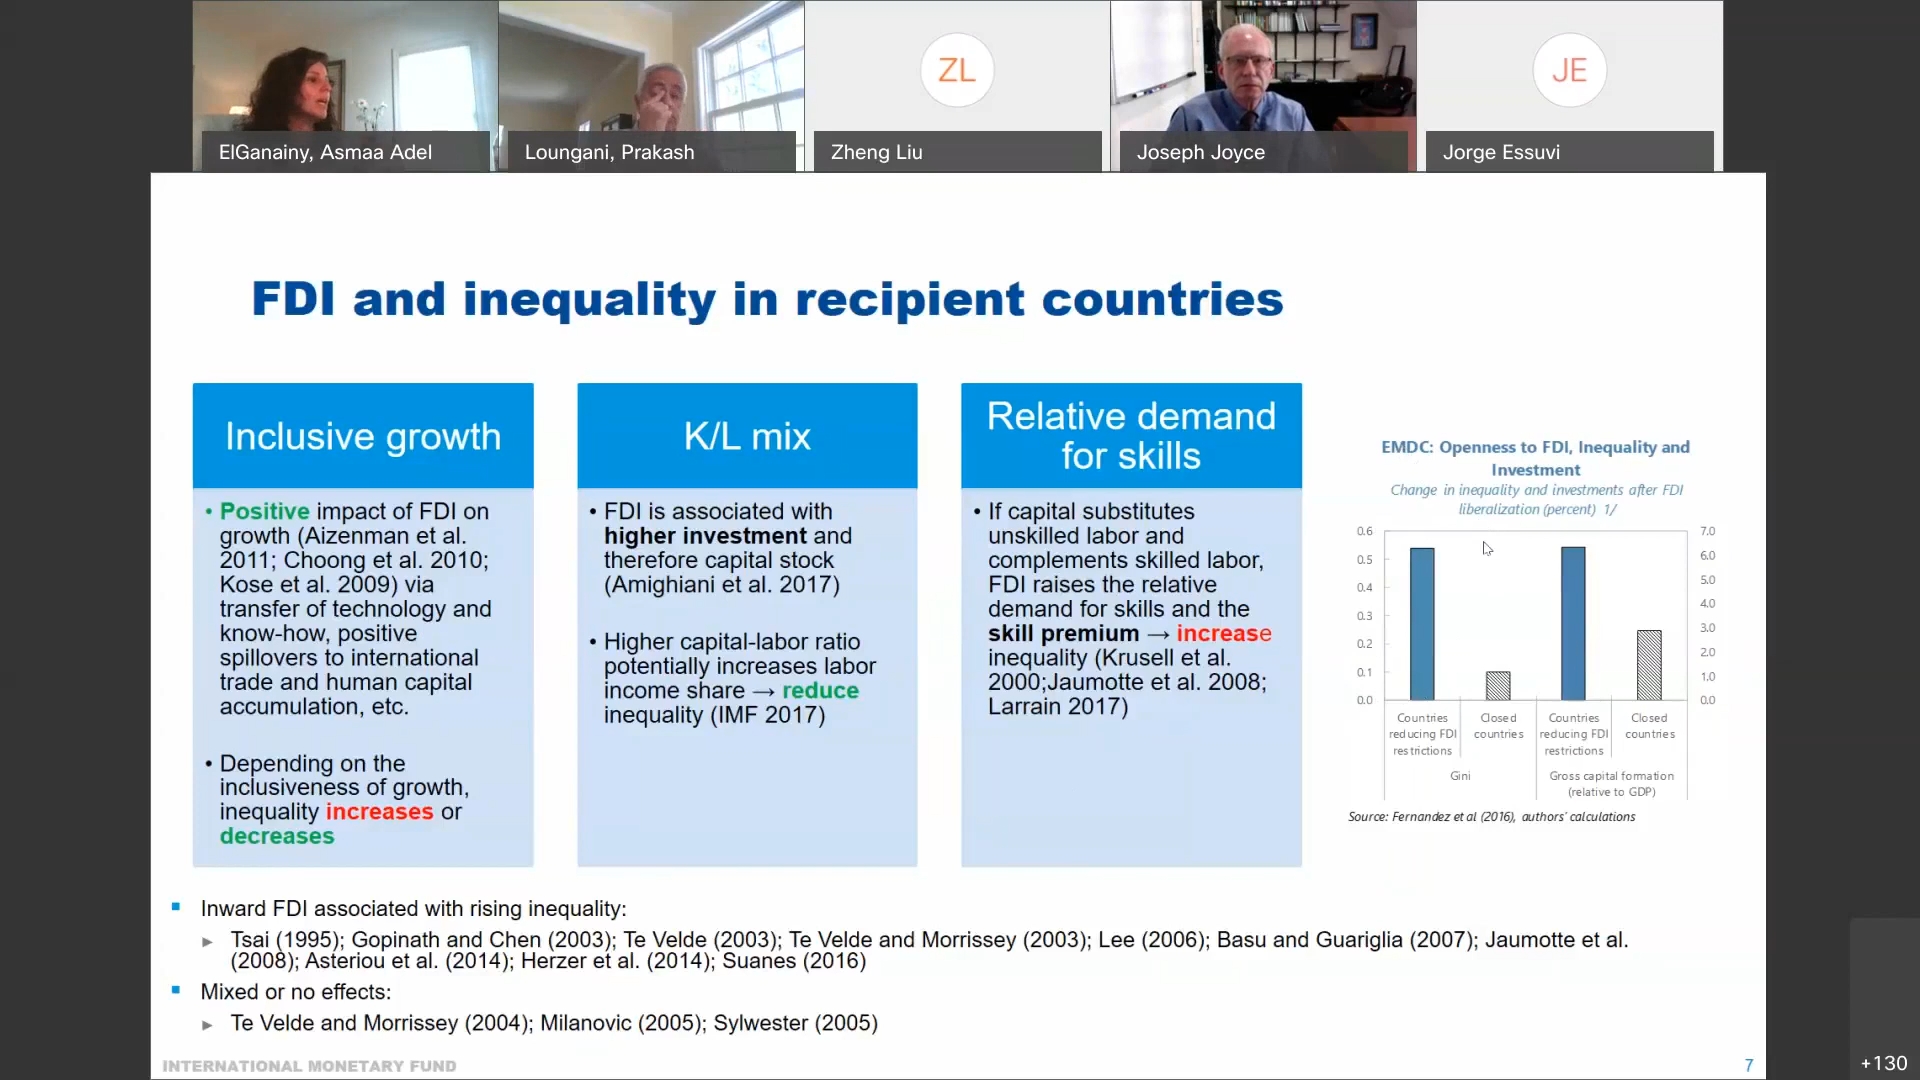 ZL
JE
ElGanainy, Asmaa Adel
Loungani, Prakash
Zheng Liu
Joseph Joyce
Jorge Essuvi
FDI and inequality in recipient countries
Inclusive growth
• Positive impact of FDI on
growth (Aizenman et al.
2011; Choong et al. 2010;
Kose et al. 2009) via
transfer of technology and
know-how, positive
spillovers to international
trade and human capital
accumulation, etc.
• Depending on the
inclusiveness of growth,
inequality increases or
decreases
K/L mix
• FDI is associated with
higher investment and
therefore capital stock
(Amighiani et al. 2017)
• Higher capital-labor ratio
potentially increases labor
income share → reduce
inequality (IMF 2017)
Relative demand
for skills
• If capital substitutes
unskilled labor and
complements skilled labor,
FDI raises the relative
demand for skills and the
skill premium → increase
inequality (Krusell et al.
2000;Jaumotte et al. 2008;
Larrain 2017)
EMDC: Openness to FDI, Inequality and
Investment
Change in inequality and investments after FDI
liberalization (percent) 1/
0.6
0.5
0.4
0.3
0.2
0.1
0.0
7.0
6.0
5.0
4.0
3.0
2.0
1.0
0.0
Countries
reducing FDI
restrictions
Closed
countries
Countries
reducing FDI
restrictions
Closed
countries
Gini
Gross capital formation
(relative to GDP)
Source: Fernandez et al (2016), authors' calculations
Inward FDI associated with rising inequality:
Tsai (1995); Gopinath and Chen (2003); Te Velde (2003); Te Velde and Morrissey (2003); Lee (2006); Basu and Guariglia (2007); Jaumotte et al.
(2008); Asteriou et al. (2014); Herzer et al. (2014); Suanes (2016)
Mixed or no effects:
Te Velde and Morrissey (2004); Milanovic (2005); Sylwester (2005)
INTERNATIONAL MONETARY FUND
7
+130